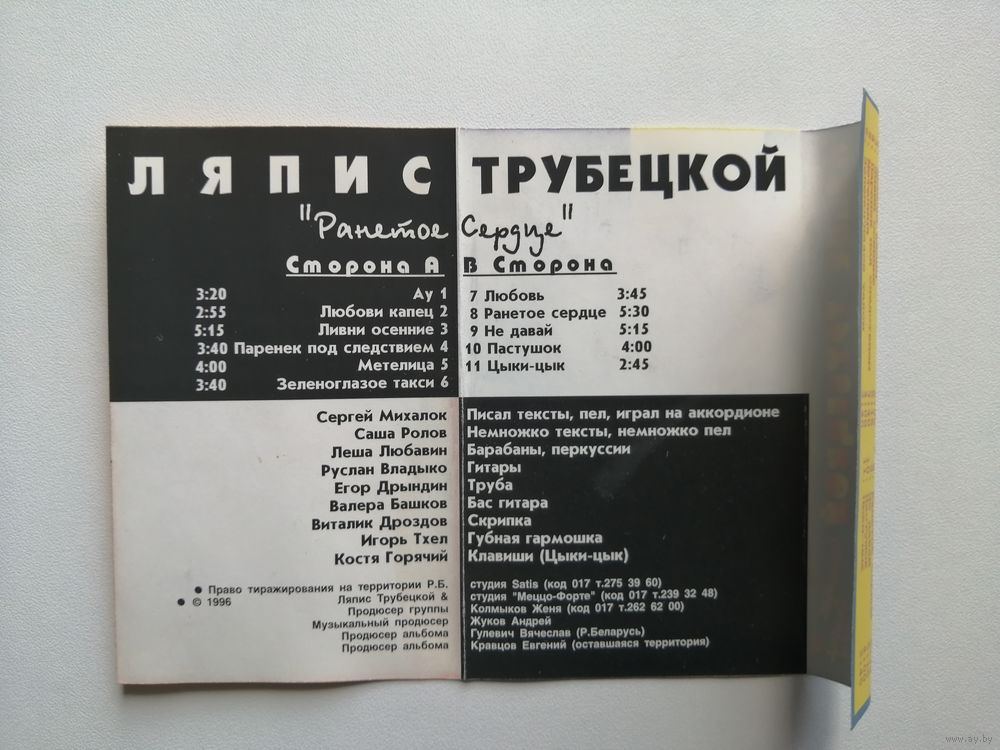 ЛЯПИС ТРУБЕЦКОЙ
"Ранетое Сердце"
Сторона А В Сторона
3:20 Ау 1 7 Любовь 3:45
2:55 Любови капец 2 8 Ранетое сердце 5:30
5:15 Ливни осенние 3 9 Не давай 5:15
3:40 Паренек под следствием 4 10 Пастушок 4:00
4:00 Метелица 5 11 Цыки-цык 2:45
3:40 Зеленоглазое такси 6
Сергей Михалок Писал тексты, пел, играл на аккордионе
Саша Ролов Немножко тексты, немножко пел
Леша Любавин Барабаны, перкуссии
Руслан Владыко Гитары
Егор Дрындин Труба
Валера Башков Бас гитара
Виталик Дроздов Скрипка
Игорь Тхел Губная гармошка
Костя Горячий Клавиши (Цыки-цык)
● Право тиражирования на территории Р.Б. студия Satis (код 017 т.275 39 60)
● © 1996 Ляпис Трубецкой & студия "Меццо-Форте" (код 017 т.239 32 48)
Продюсер группы Колмыков Женя (код 017 т.262 62 00)
Музыкальный продюсер Жуков Андрей
Продюсер альбома Гулевич Вячеслав (Р.Беларусь)
Продюсер альбома Кравцов Евгений (оставшаяся территория)
www.ay.by